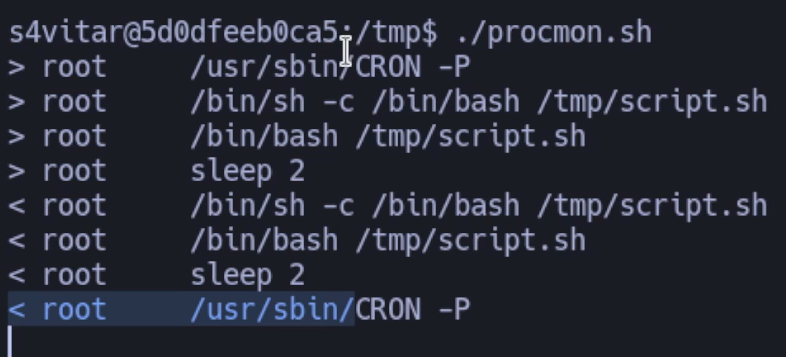 s4vitar@5d0dfeeb0ca5:/tmp$ ./procmon.sh
> root     /usr/sbin/CRON -P
> root     /bin/sh -c /bin/bash /tmp/script.sh
> root     /bin/bash /tmp/script.sh
> root     sleep 2
< root     /bin/sh -c /bin/bash /tmp/script.sh
< root     /bin/bash /tmp/script.sh
< root     sleep 2
< root     /usr/sbin/CRON -P